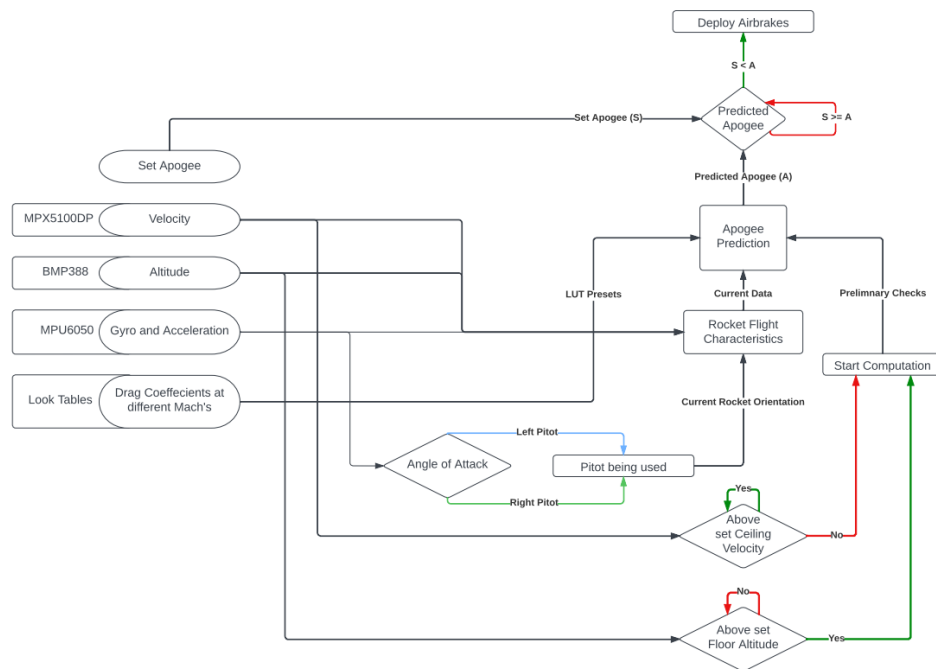 Deploy Airbrakes
S < A
Predicted
Apogee
S >= A
Set Apogee (S)
Set Apogee
Predicted Apogee (A)
MPX5100DP
Velocity
Apogee
Prediction
BMP388
Altitude
LUT Presets
Current Data
Prelimnary Checks
MPU6050
Gyro and Acceleration
Rocket Flight
Characteristics
Start Computation
Look Tables
Drag Coeffecients at
different Mach's
Current Rocket Orientation
Left Pitot
Angle of Attack
Pitot being used
Right Pitot
Yes
Above
set Ceiling
Velocity
No
No
Above set
Floor Altitude
Yes